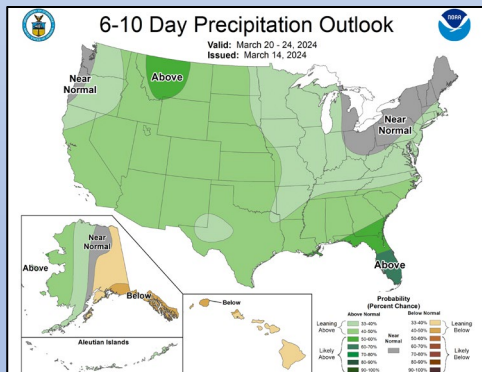 6-10 Day Precipitation Outlook
Valid: March 20 - 24, 2024
Issued: March 14, 2024
NOAA
Near
Normal
Above
Near
Normal
Above
Above
Near
Normal
Below
Aleutian Islands
Below
Probability
(Percent Chance)
Above Normal
Below Normal
Leaning
Above
33-40%
40-50%
50-60%
Likely
Above
60-70%
70-80%
80-90%
90-100%
Near
Normal
33-40%
40-50%
50-60%
Leaning
Below
60-70%
70-80%
80-90%
90-100%
Likely
Below